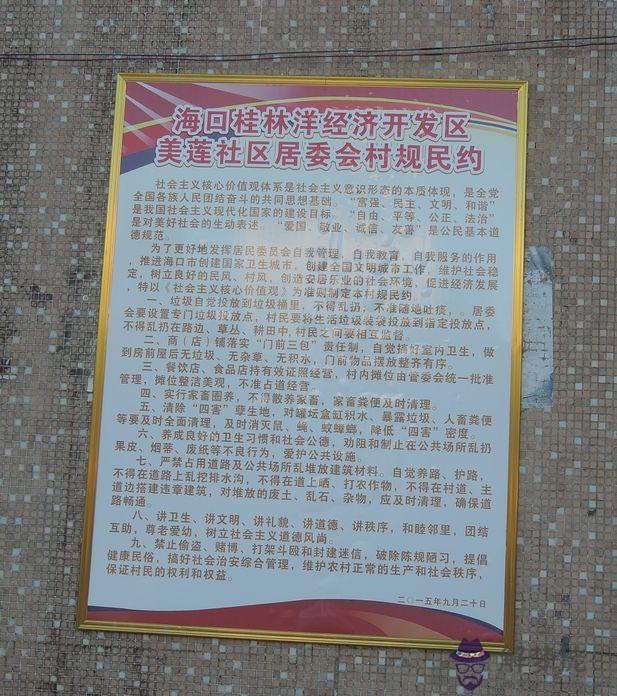 海口桂林洋经济开发区
美莲社区居委会村规民约
社会主义核心价值观体系是社会主义意识形态的本质体现，是全党
全国各族人民团结奋斗的共同思想基础。“富强、民主、文明、和谐”
是我国社会主义现代化国家的建设目标。“自由、平等、公正、法治”
是对美好社会的生动表述。“爱国、敬业、诚信、友善”是公民基本道
德规范。
为了更好地发挥居民委员会自我管理，自我教育，自我服务的作用
，推进海口市创建国家卫生城市，创建全国文明城市工作，维护社会稳
定，树立良好的民风、村风，创造安居乐业的社会环境，促进经济发展
，特以《社会主义核心价值观》为准则制定本村规民约。
一、垃圾自觉投放到垃圾桶里，不得乱扔，不准随地吐痰，。居委
会要设置专门垃圾投放点，村民要将生活垃圾装袋投放到指定投放点，
不得乱扔在路边、草丛、耕田中,村民之间要相互监督。
二、商（店）铺落实“门前三包”责任制，自觉搞好室内卫生，做
到房前屋后无垃圾、无杂草、无积水，门前物品摆放整齐有序。
三、餐饮店、食品店持有效证照经营，村内摊位由管委会统一批准
管理，摊位整洁美观，不准占道经营。
四、实行家畜圈养，不得散养家畜，家畜粪便及时清理。
五、清除“四害”孳生地，对罐坛盒缸积水、暴露垃圾、人畜粪便
等要及时全面清理，及时消灭鼠、蝇、蚊蟑螂，降低“四害”密度。
六、养成良好的卫生习惯和社会公德，劝阻和制止在公共场所乱扔
果皮、烟蒂、废纸等不良行为，爱护公共设施。
七、严禁占用道路及公共场所乱堆放建筑材料。自觉养路、护路，
不得在道路上乱挖排水沟，不得在道上晒、打农作物，不得在村道、主
道边搭建违章建筑，对堆放的废土、乱石、杂物，应及时清理，确保道
路畅通。
八、讲卫生、讲文明、讲礼貌、讲道德、讲秩序，和睦邻里，团结
互助，尊老爱幼，树立社会主义道德风尚。
九、禁止偷盗、赌博、打架斗殴和封建迷信，破除陈规陋习，提倡
健康民俗，搞好社会治安综合管理，维护农村正常的生产和社会秩序，
保证村民的权利和权益。
二〇一五年九月二十日